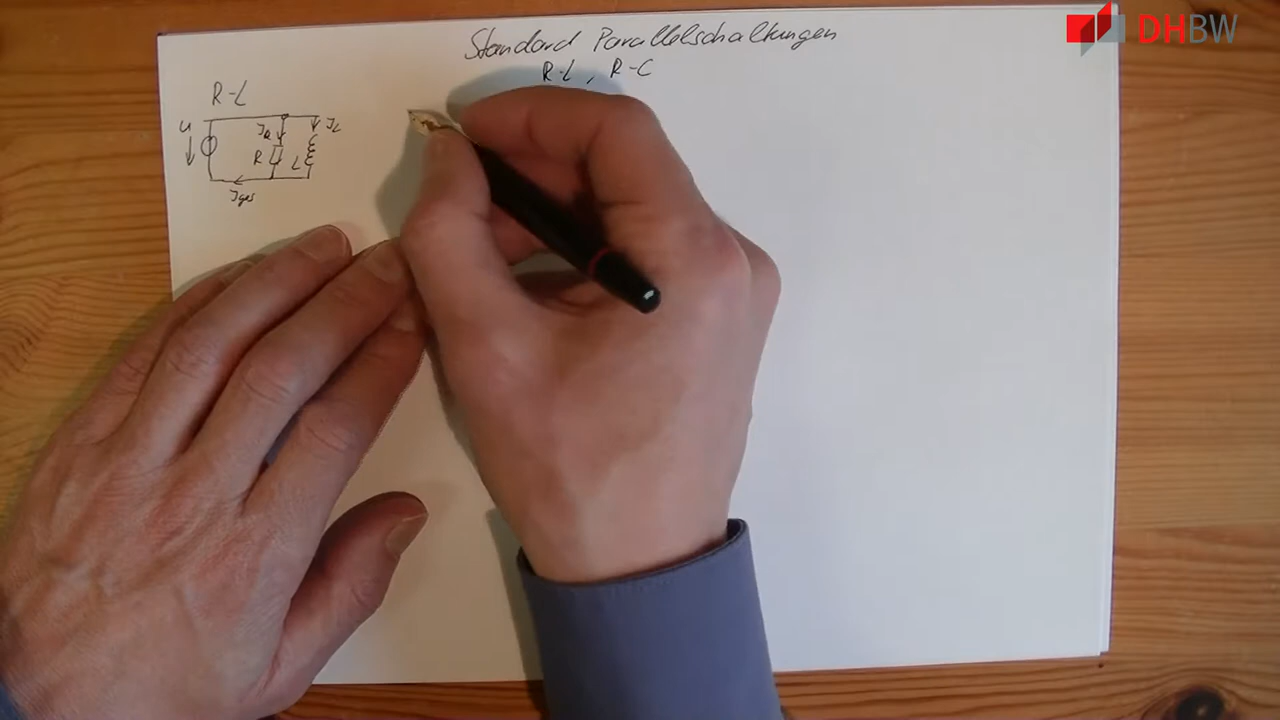 DHBW
Standard Parallelschaltungen
R-L, R-C
R-L
U
I_R
I_L
R
L
I_ges